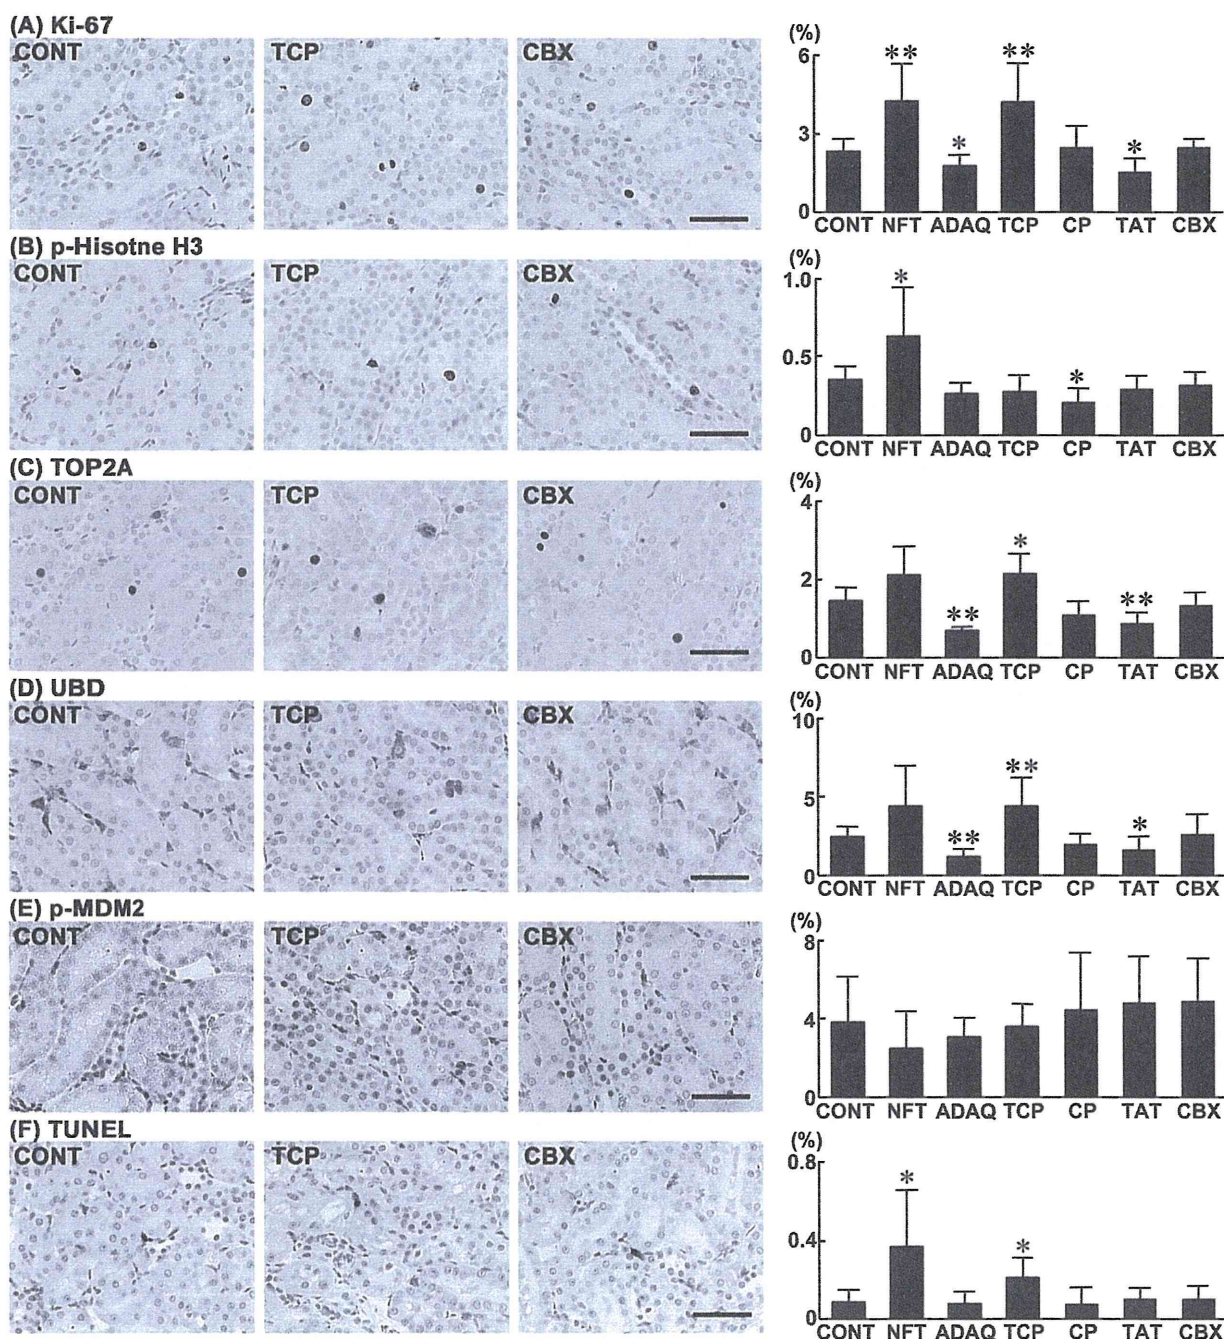 (A) Ki-67
CONT
TCP
CBX
(%)
6
3
0
** * ** *
CONT NFT ADAQ TCP CP TAT CBX
(B) p-Hisotne H3
CONT
TCP
CBX
(%)
1.0
0.5
0
* *
CONT NFT ADAQ TCP CP TAT CBX
(C) TOP2A
CONT
TCP
CBX
(%)
4
2
0
** * **
CONT NFT ADAQ TCP CP TAT CBX
(D) UBD
CONT
TCP
CBX
(%)
10
5
0
** ** *
CONT NFT ADAQ TCP CP TAT CBX
(E) p-MDM2
CONT
TCP
CBX
(%)
8
4
0
CONT NFT ADAQ TCP CP TAT CBX
(F) TUNEL
CONT
TCP
CBX
(%)
0.8
0.4
0
* *
CONT NFT ADAQ TCP CP TAT CBX